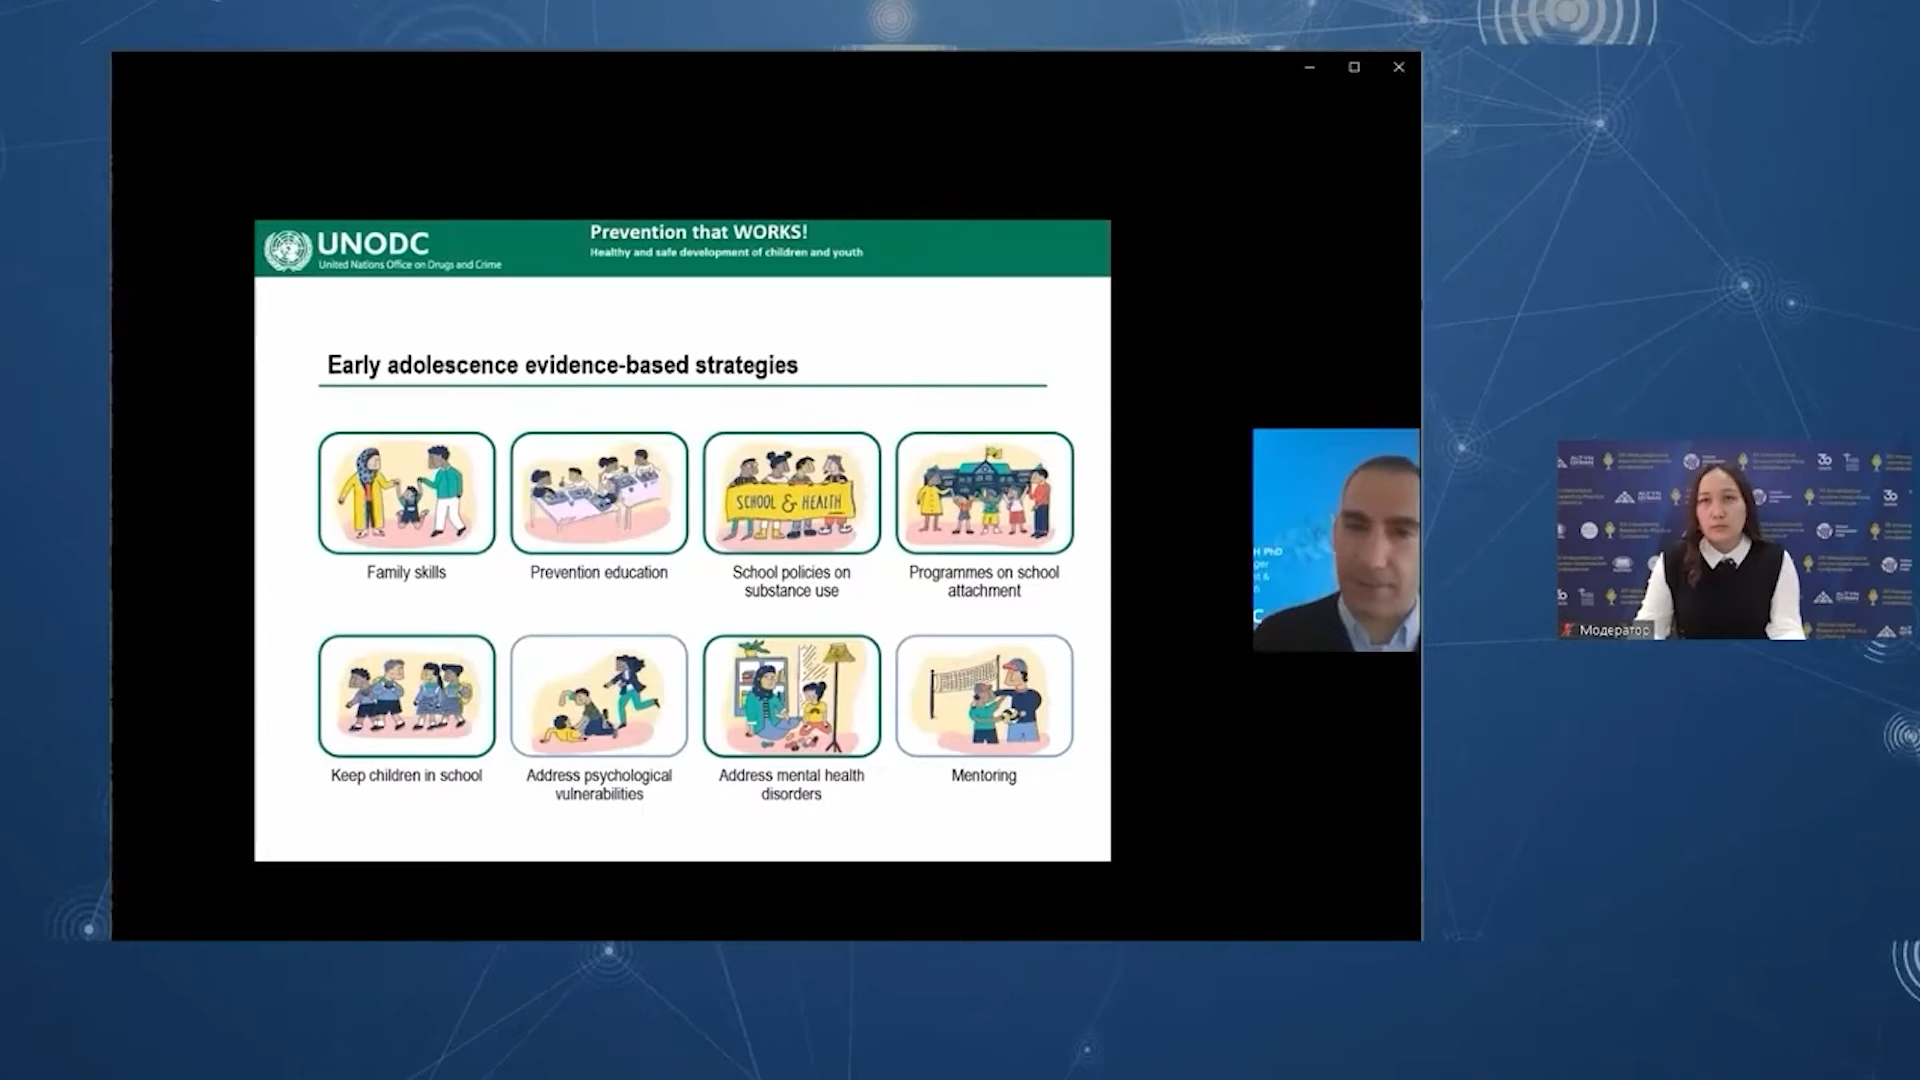 UNODC
United Nations Office on Drugs and Crime
Prevention that WORKS!
Healthy and safe development of children and youth
Early adolescence evidence-based strategies
SCHOOL & HEALTH
Family skills
Prevention education
School policies on
substance use
Programmes on school
attachment
Keep children in school
Address psychological
vulnerabilities
Address mental health
disorders
Mentoring
H PhD
Модератор